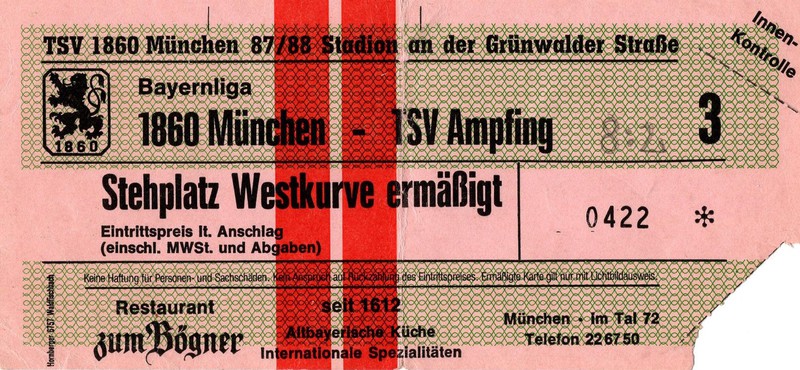 Innen-
Kontrolle
TSV 1860 München 87/88 Stadion an der Grünwalder Straße
Bayernliga
1860 München - TSV Ampfing
3
1860
Stehplatz Westkurve ermäßigt
Eintrittspreis lt. Anschlag
(einschl. MWSt. und Abgaben)
0422 *
Keine Haftung für Personen- und Sachschäden. Kein Anspruch auf Rückzahlung des Eintrittspreises. Ermäßigte Karte gilt nur mit Lichtbildausweis.
Restaurant
zum Bögner
seit 1612
Altbayerische Küche
Internationale Spezialitäten
München · im Tal 72
Telefon 226750
Hornberger 8757 Waldfischbach